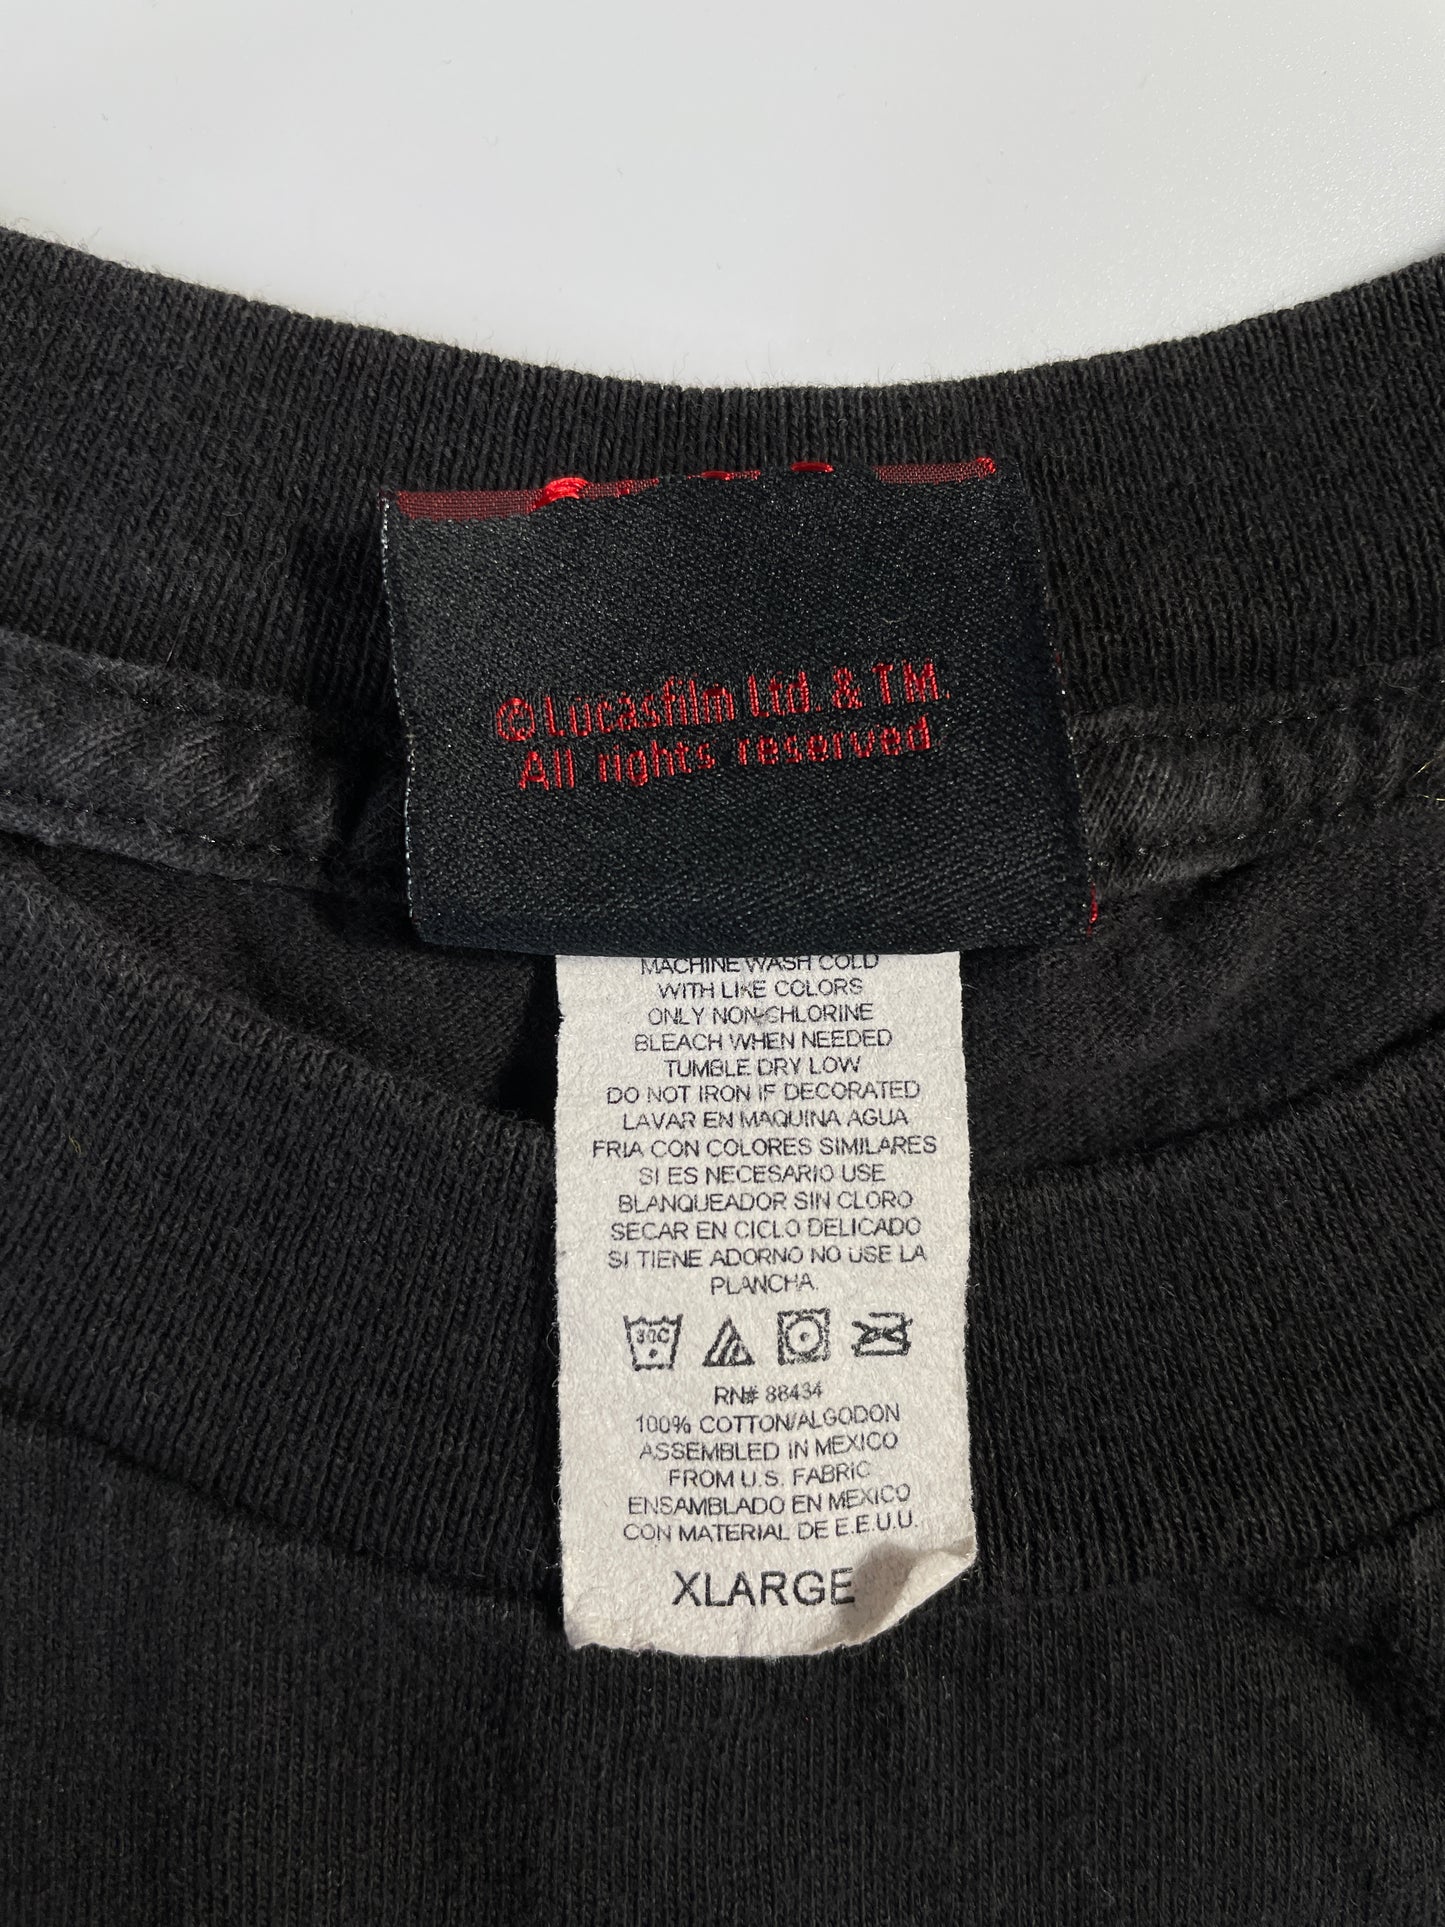 © Lucasfilm Ltd. & TM.
All rights reserved
MACHINE WASH COLD
WITH LIKE COLORS
ONLY NON-CHLORINE
BLEACH WHEN NEEDED
TUMBLE DRY LOW
DO NOT IRON IF DECORATED
LAVAR EN MAQUINA AGUA
FRIA CON COLORES SIMILARES
SI ES NECESARIO USE
BLANQUEADOR SIN CLORO
SECAR EN CICLO DELICADO
SI TIENE ADORNO NO USE LA
PLANCHA.
30C
RN# 88434
100% COTTON/ALGODON
ASSEMBLED IN MEXICO
FROM U.S. FABRIC
ENSAMBLADO EN MEXICO
CON MATERIAL DE E.E.U.U.
XLARGE